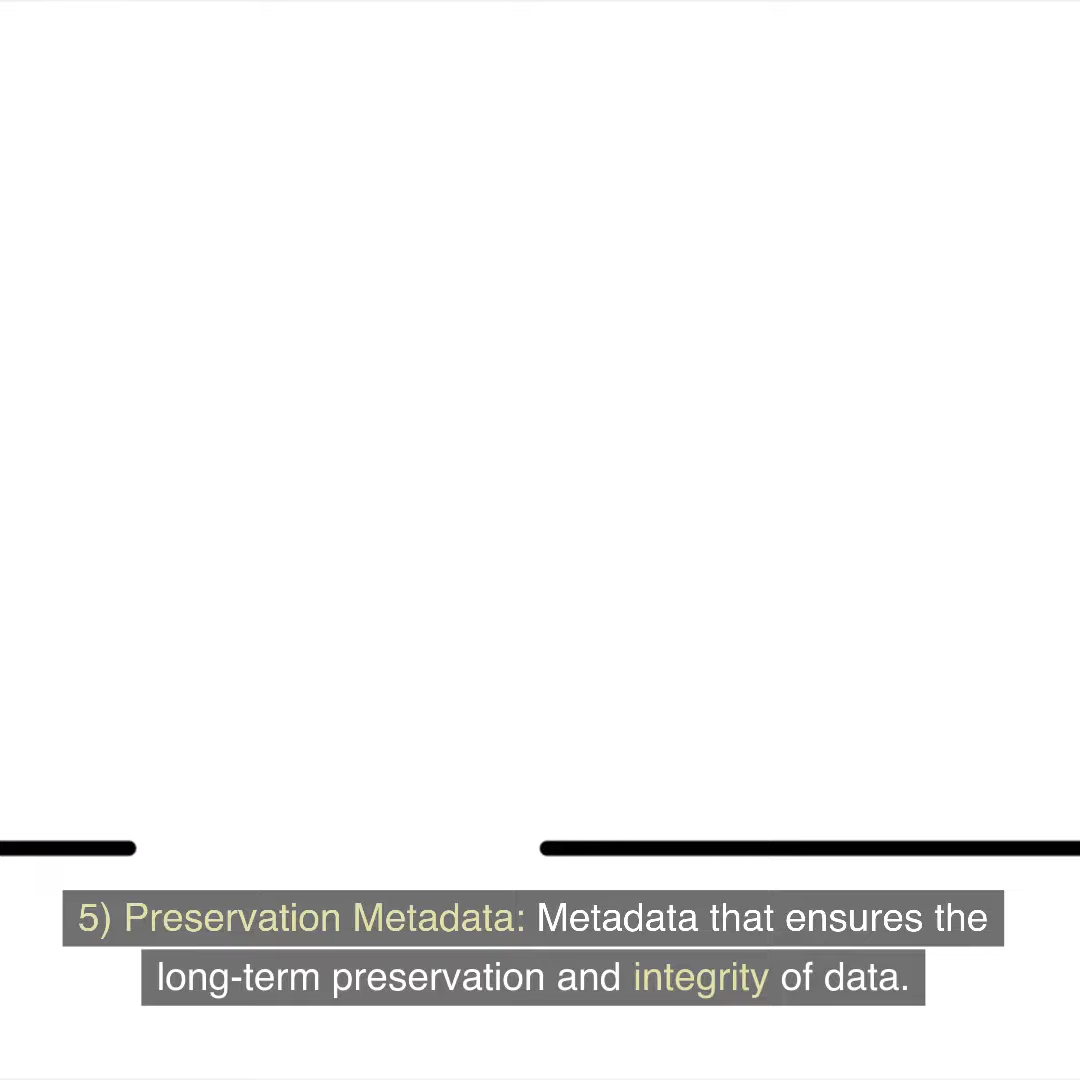 5) Preservation Metadata: Metadata that ensures the
long-term preservation and integrity of data.